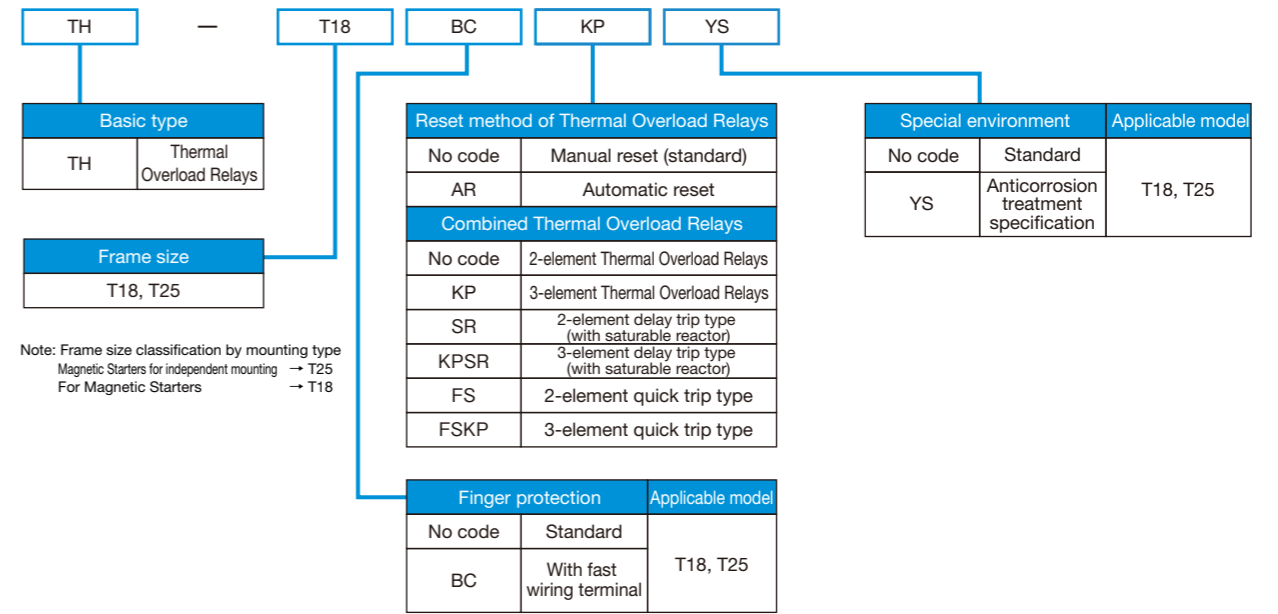 TH — T18 BC KP YS
Basic type
TH Thermal
Overload Relays
Frame size
T18, T25
Note: Frame size classification by mounting type
Magnetic Starters for independent mounting → T25
For Magnetic Starters → T18
Reset method of Thermal Overload Relays
No code Manual reset (standard)
AR Automatic reset
Combined Thermal Overload Relays
No code 2-element Thermal Overload Relays
KP 3-element Thermal Overload Relays
SR 2-element delay trip type
(with saturable reactor)
KPSR 3-element delay trip type
(with saturable reactor)
FS 2-element quick trip type
FSKP 3-element quick trip type
Finger protection Applicable model
No code Standard
BC With fast
wiring terminal
T18, T25
Special environment Applicable model
No code Standard
YS Anticorrosion
treatment
specification
T18, T25